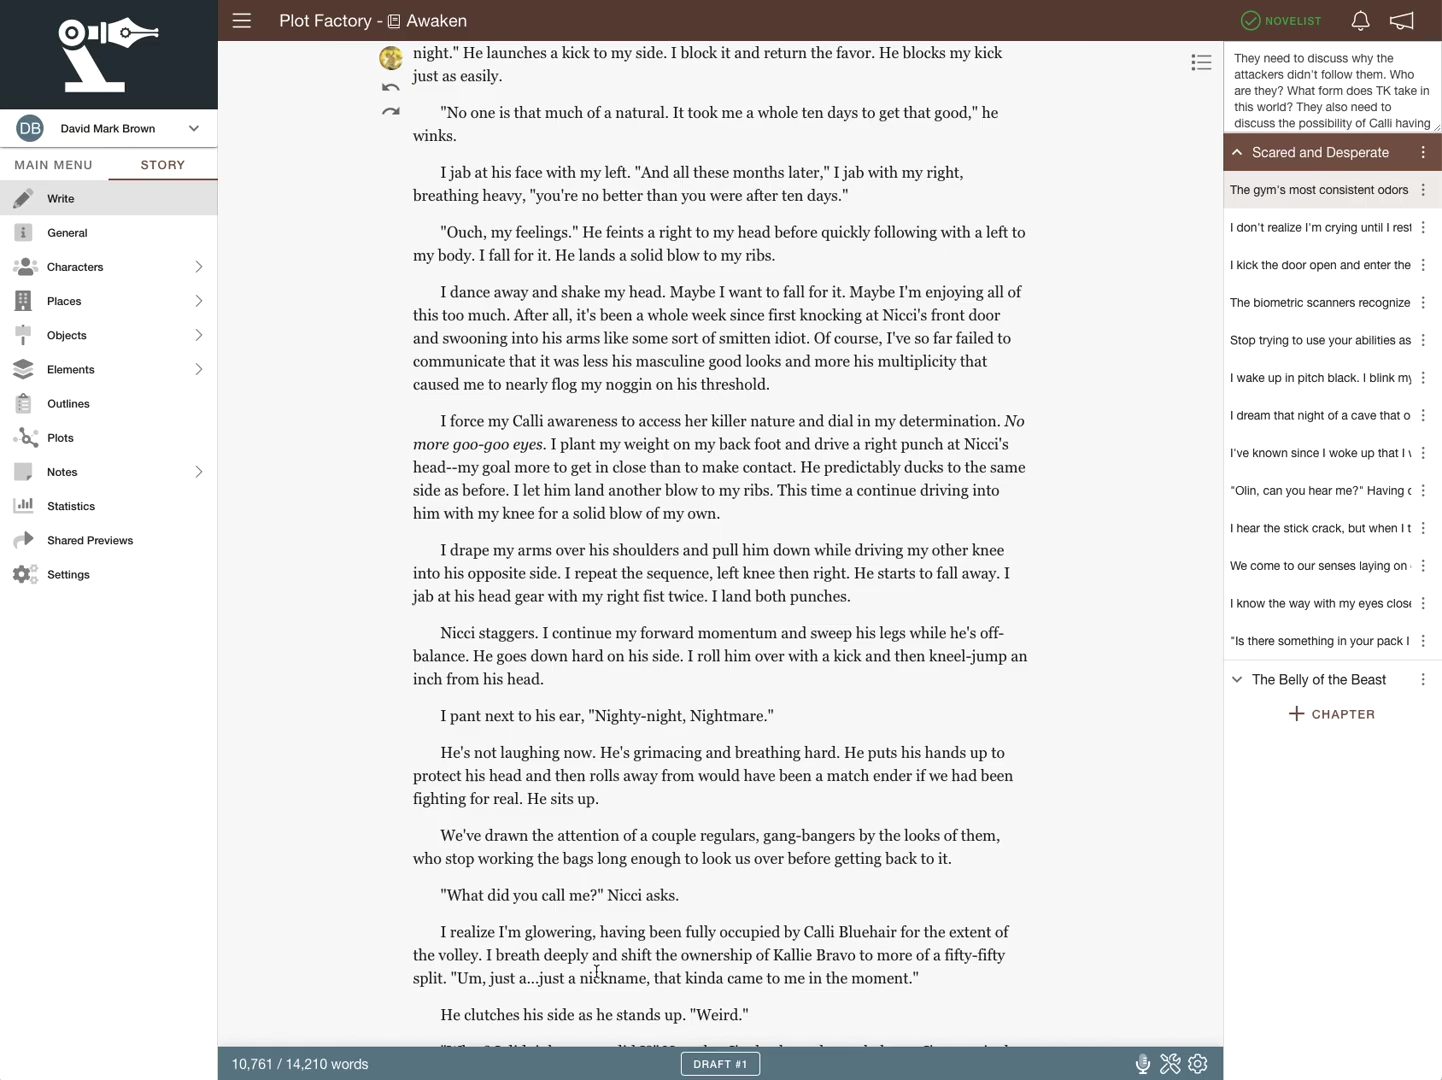 Plot Factory - Awaken
NOVELIST
DB David Mark Brown
MAIN MENU STORY
Write
General
Characters
Places
Objects
Elements
Outlines
Plots
Notes
Statistics
Shared Previews
Settings
night." He launches a kick to my side. I block it and return the favor. He blocks my kick
just as easily.
"No one is that much of a natural. It took me a whole ten days to get that good," he
winks.
I jab at his face with my left. "And all these months later," I jab with my right,
breathing heavy, "you're no better than you were after ten days."
"Ouch, my feelings." He feints a right to my head before quickly following with a left to
my body. I fall for it. He lands a solid blow to my ribs.
I dance away and shake my head. Maybe I want to fall for it. Maybe I'm enjoying all of
this too much. After all, it's been a whole week since first knocking at Nicci's front door
and swooning into his arms like some sort of smitten idiot. Of course, I've so far failed to
communicate that it was less his masculine good looks and more his multiplicity that
caused me to nearly flog my noggin on his threshold.
I force my Calli awareness to access her killer nature and dial in my determination. No
more goo-goo eyes. I plant my weight on my back foot and drive a right punch at Nicci's
head--my goal more to get in close than to make contact. He predictably ducks to the same
side as before. I let him land another blow to my ribs. This time a continue driving into
him with my knee for a solid blow of my own.
I drape my arms over his shoulders and pull him down while driving my other knee
into his opposite side. I repeat the sequence, left knee then right. He starts to fall away. I
jab at his head gear with my right fist twice. I land both punches.
Nicci staggers. I continue my forward momentum and sweep his legs while he's off-
balance. He goes down hard on his side. I roll him over with a kick and then kneel-jump an
inch from his head.
I pant next to his ear, "Nighty-night, Nightmare."
He's not laughing now. He's grimacing and breathing hard. He puts his hands up to
protect his head and then rolls away from would have been a match ender if we had been
fighting for real. He sits up.
We've drawn the attention of a couple regulars, gang-bangers by the looks of them,
who stop working the bags long enough to look us over before getting back to it.
"What did you call me?" Nicci asks.
I realize I'm glowering, having been fully occupied by Calli Bluehair for the extent of
the volley. I breath deeply and shift the ownership of Kallie Bravo to more of a fifty-fifty
split. "Um, just a...just a nickname, that kinda came to me in the moment."
He clutches his side as he stands up. "Weird."
10,761 / 14,210 words
DRAFT #1
They need to discuss why the
attackers didn't follow them. Who
are they? What form does TK take in
this world? They also need to
discuss the possibility of Calli having
Scared and Desperate
The gym's most consistent odors
I don't realize I'm crying until I rest
I kick the door open and enter the
The biometric scanners recognize
Stop trying to use your abilities as
I wake up in pitch black. I blink my
I dream that night of a cave that o
I've known since I woke up that I
"Olin, can you hear me?" Having
I hear the stick crack, but when I t
We come to our senses laying on
I know the way with my eyes close
"Is there something in your pack I
The Belly of the Beast
+ CHAPTER